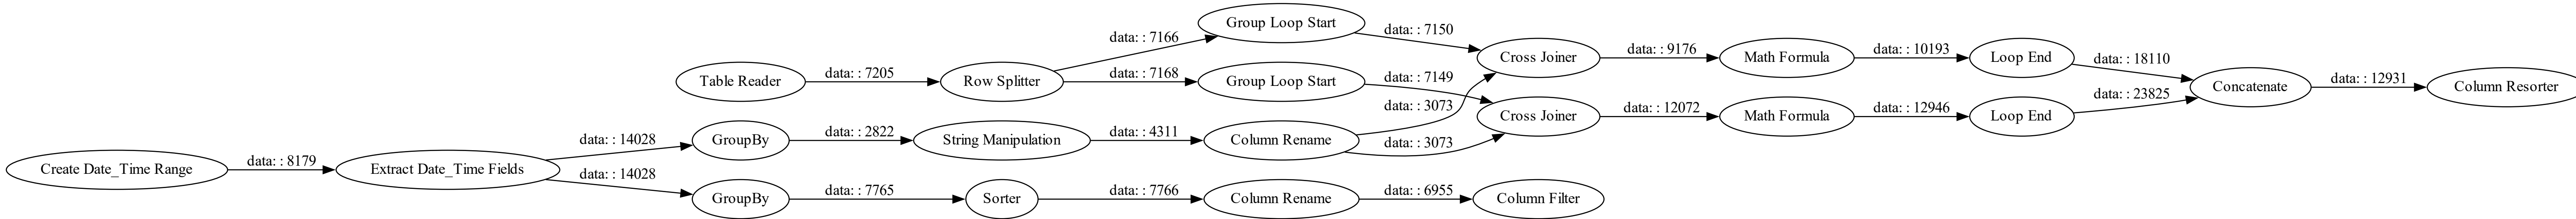 Group Loop Start
data: : 7150
data: : 7166
Cross Joiner
data: : 9176
Math Formula
data: : 10193
Loop End
data: : 18110
Table Reader
data: : 7205
Row Splitter
data: : 7168
Group Loop Start
data: : 7149
data: : 3073
Concatenate
data: : 12931
Column Resorter
Cross Joiner
data: : 12072
Math Formula
data: : 12946
Loop End
data: : 23825
data: : 14028
GroupBy
data: : 2822
String Manipulation
data: : 4311
Column Rename
data: : 3073
Create Date_Time Range
data: : 8179
Extract Date_Time Fields
data: : 14028
GroupBy
data: : 7765
Sorter
data: : 7766
Column Rename
data: : 6955
Column Filter